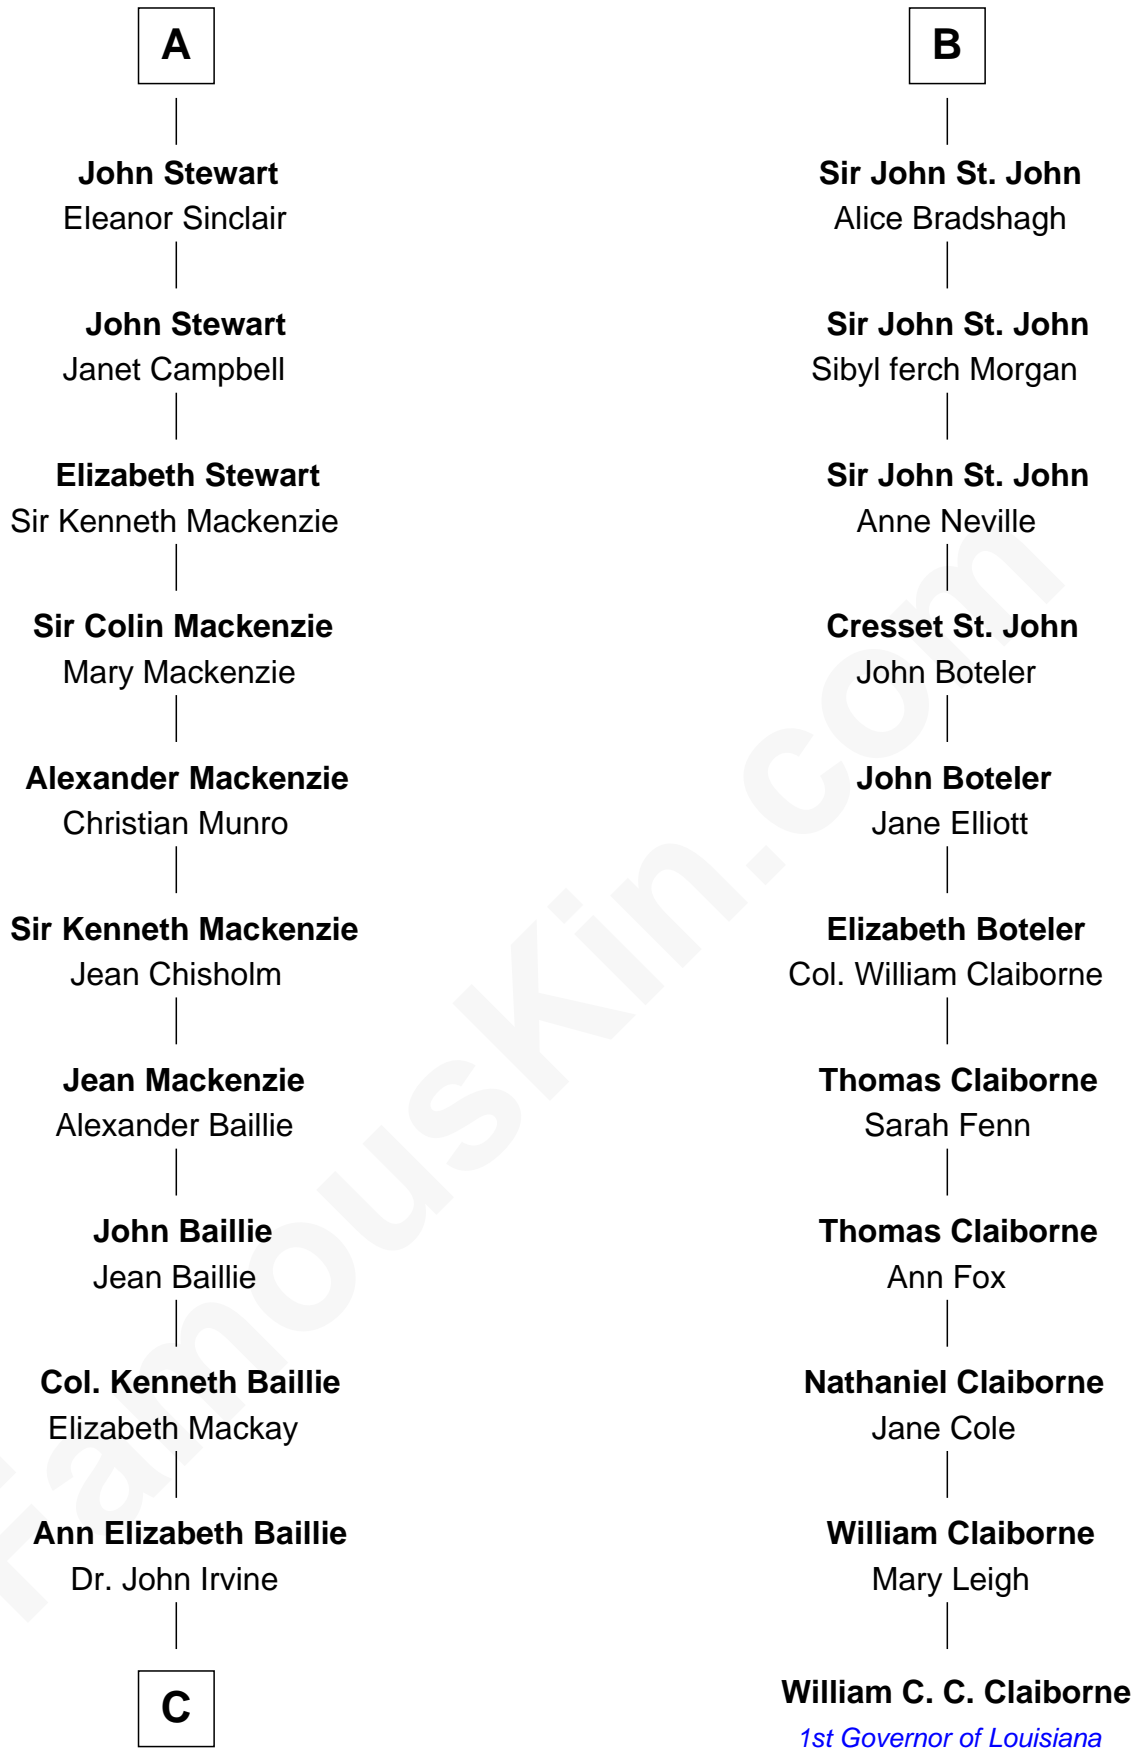 A
John Stewart
Eleanor Sinclair
John Stewart
Janet Campbell
Elizabeth Stewart
Sir Kenneth Mackenzie
Sir Colin Mackenzie
Mary Mackenzie
Alexander Mackenzie
Christian Munro
Sir Kenneth Mackenzie
Jean Chisholm
Jean Mackenzie
Alexander Baillie
John Baillie
Jean Baillie
Col. Kenneth Baillie
Elizabeth Mackay
Ann Elizabeth Baillie
Dr. John Irvine
C
B
Sir John St. John
Alice Bradshagh
Sir John St. John
Sibyl ferch Morgan
Sir John St. John
Anne Neville
Cresset St. John
John Boteler
John Boteler
Jane Elliott
Elizabeth Boteler
Col. William Claiborne
Thomas Claiborne
Sarah Fenn
Thomas Claiborne
Ann Fox
Nathaniel Claiborne
Jane Cole
William Claiborne
Mary Leigh
William C. C. Claiborne
1st Governor of Louisiana
FamousKin.com